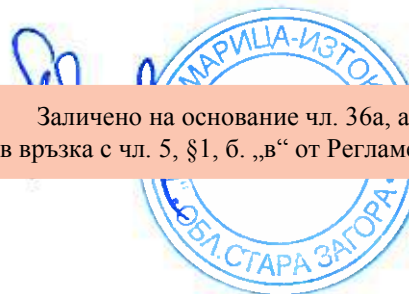 МАРИЦА-ИЗТОК
Заличено на основание чл. 36а, а
в връзка с чл. 5, §1, б. „в“ от Регламе
ОБЛ.СТАРА ЗАГОРА